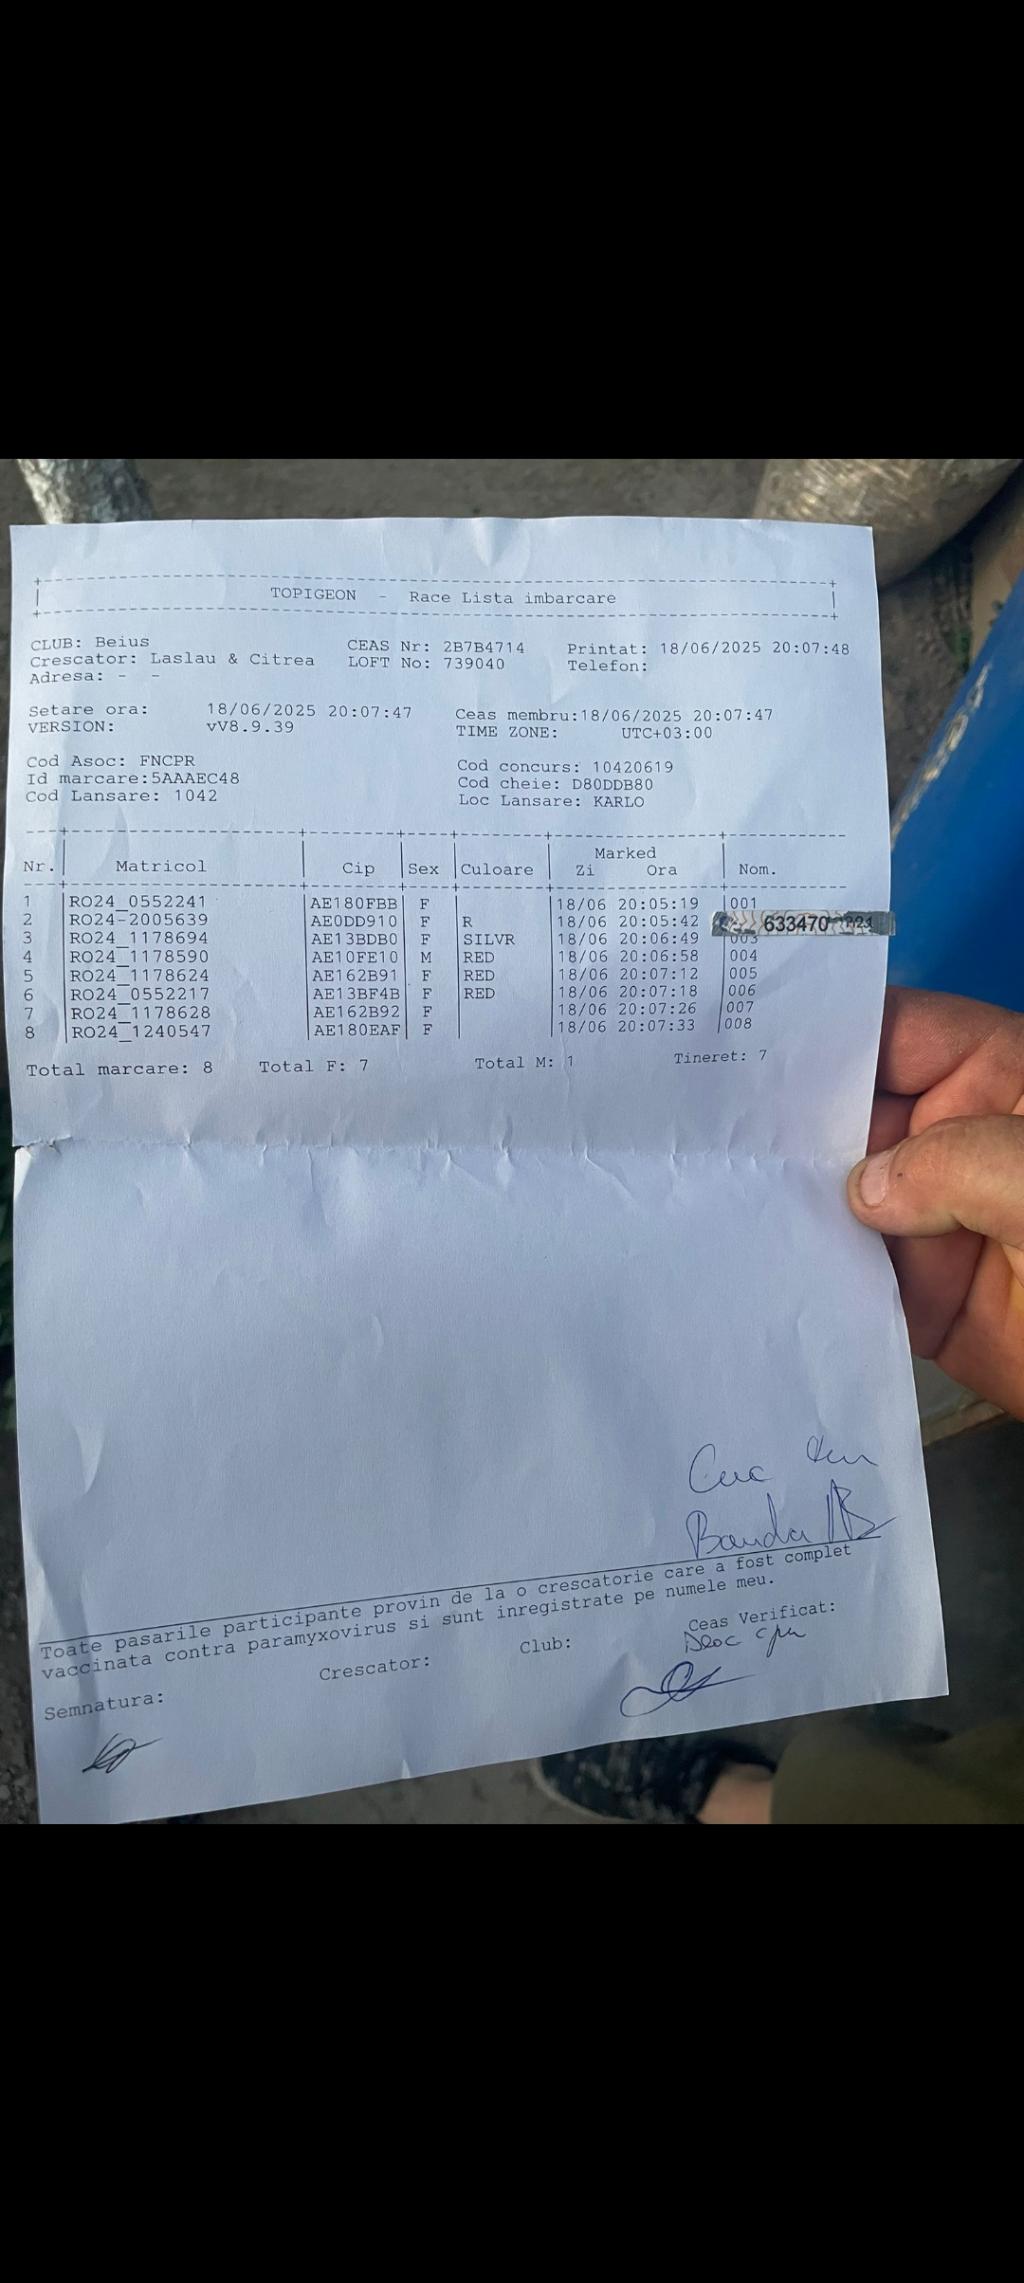 TOPIGEON - Race Lista imbarcare
CLUB: Beius CEAS Nr: 2B7B4714 Printat: 18/06/2025 20:07:48
Crescator: Laslau & Citrea LOFT No: 739040 Telefon:
Adresa: - -
Setare ora: 18/06/2025 20:07:47 Ceas membru:18/06/2025 20:07:47
VERSION: vV8.9.39 TIME ZONE: UTC+03:00
Cod Asoc: FNCPR Cod concurs: 10420619
Id marcare:5AAAEC48 Cod cheie: D80DDB80
Cod Lansare: 1042 Loc Lansare: KARLO
Marked
Nr. Matricol Cip Sex Culoare Zi Ora Nom.
1 RO24_0552241 AE180FBB F 18/06 20:05:19 001
2 RO24-2005639 AE0DD910 F R 18/06 20:05:42 633470
3 RO24_1178694 AE13BDB0 F SILVR 18/06 20:06:49 003
4 RO24_1178590 AE10FE10 M RED 18/06 20:06:58 004
5 RO24_1178624 AE162B91 F RED 18/06 20:07:12 005
6 RO24_0552217 AE13BF4B F RED 18/06 20:07:18 006
7 RO24_1178628 AE162B92 F 18/06 20:07:26 007
8 RO24_1240547 AE180EAF F 18/06 20:07:33 008
Total marcare: 8 Total F: 7 Total M: 1 Tineret: 7
Banda
Toate pasarile participante provin de la o crescatorie care a fost complet
vaccinata contra paramyxovirus si sunt inregistrate pe numele meu.
Semnatura: Crescator: Club: Ceas Verificat: